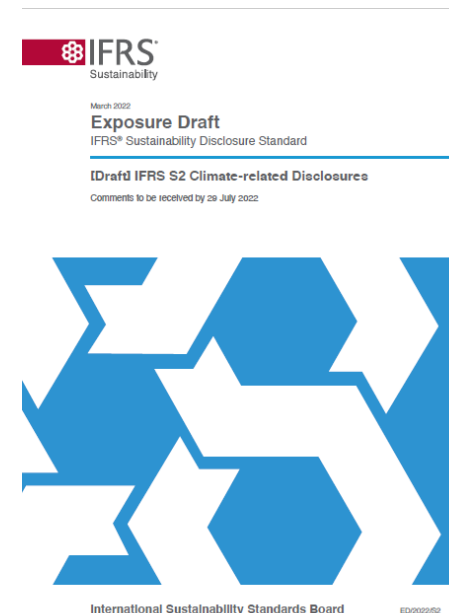 IFRS®
Sustainability
March 2022
Exposure Draft
IFRS® Sustainability Disclosure Standard
[Draft] IFRS S2 Climate-related Disclosures
Comments to be received by 29 July 2022
International Sustainability Standards Board
ED/2022/S2